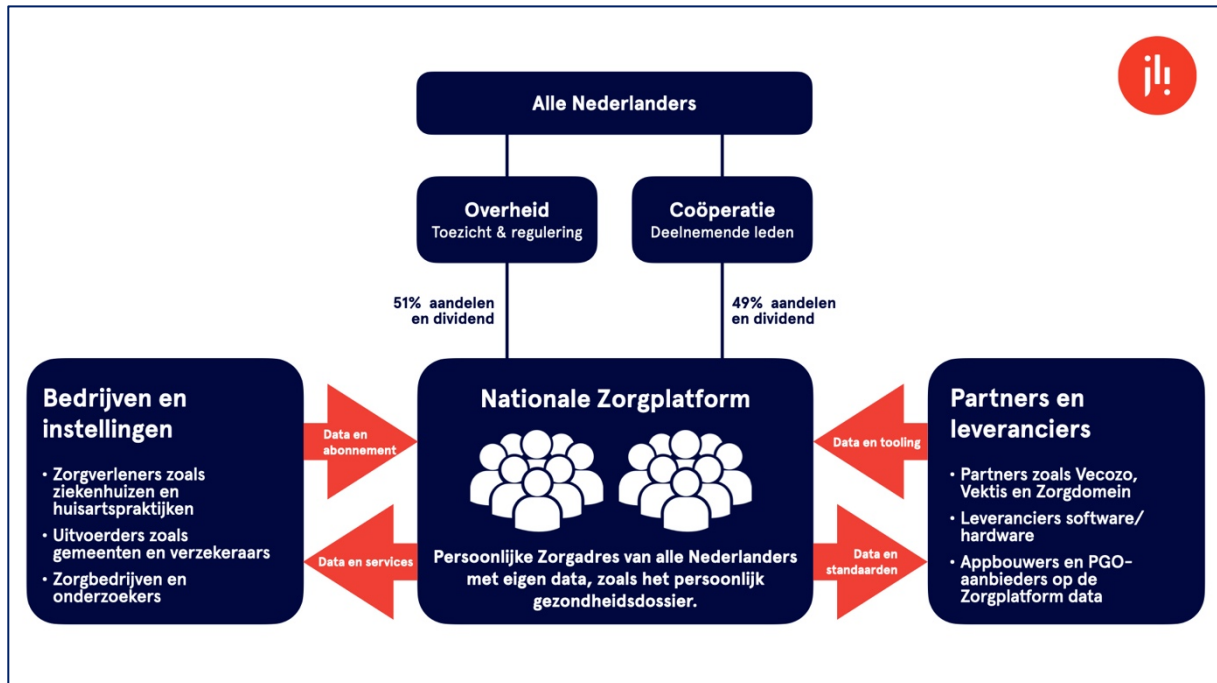 jh!
Alle Nederlanders
Overheid
Toezicht & regulering
Coöperatie
Deelnemende leden
51% aandelen
en dividend
49% aandelen
en dividend
Bedrijven en
instellingen
• Zorgverleners zoals
ziekenhuizen en
huisartspraktijken
• Uitvoerders zoals
gemeenten en verzekeraars
• Zorgbedrijven en
onderzoekers
Data en
abonnement
Data en services
Nationale Zorgplatform
Persoonlijke Zorgadres van alle Nederlanders
met eigen data, zoals het persoonlijk
gezondheidsdossier.
Data en tooling
Data en
standaarden
Partners en
leveranciers
• Partners zoals Vecozo,
Vektis en Zorgdomein
• Leveranciers software/
hardware
• Appbouwers en PGO-
aanbieders op de
Zorgplatform data